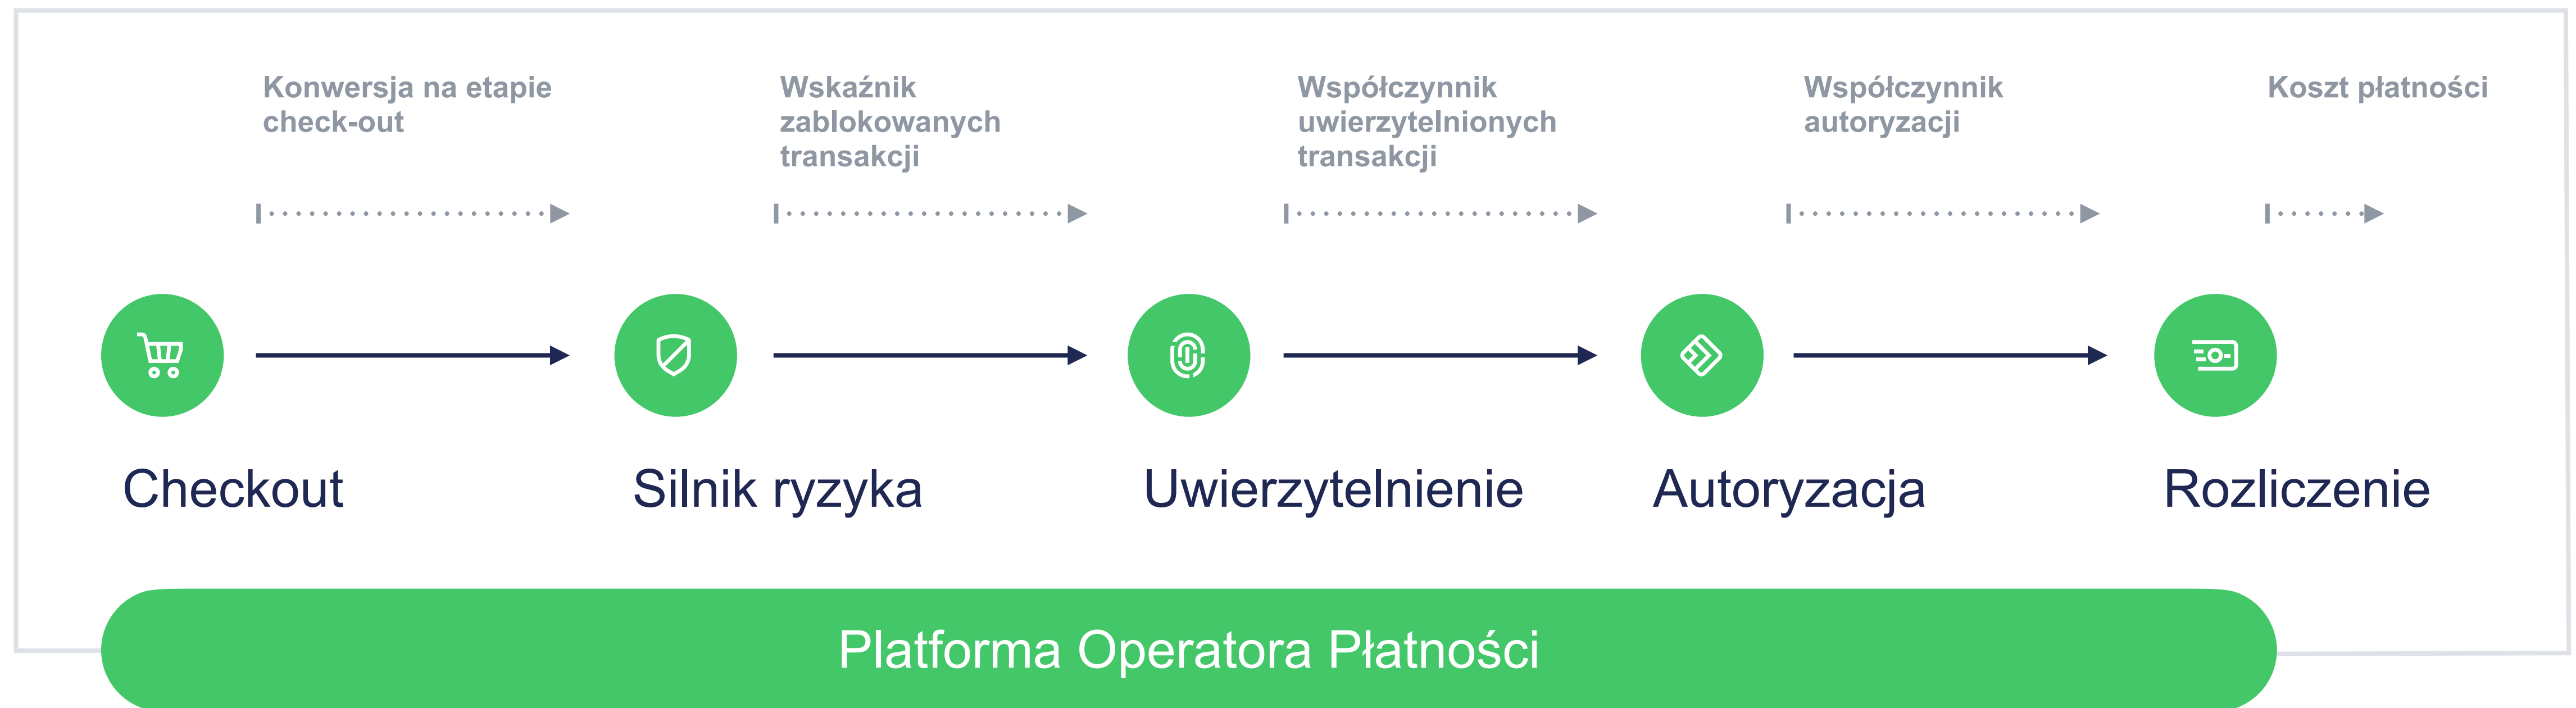 Konwersja na etapie
check-out
Wskaźnik
zablokowanych
transakcji
Współczynnik
uwierzytelnionych
transakcji
Współczynnik
autoryzacji
Koszt płatności
Checkout
Silnik ryzyka
Uwierzytelnienie
Autoryzacja
Rozliczenie
Platforma Operatora Płatności